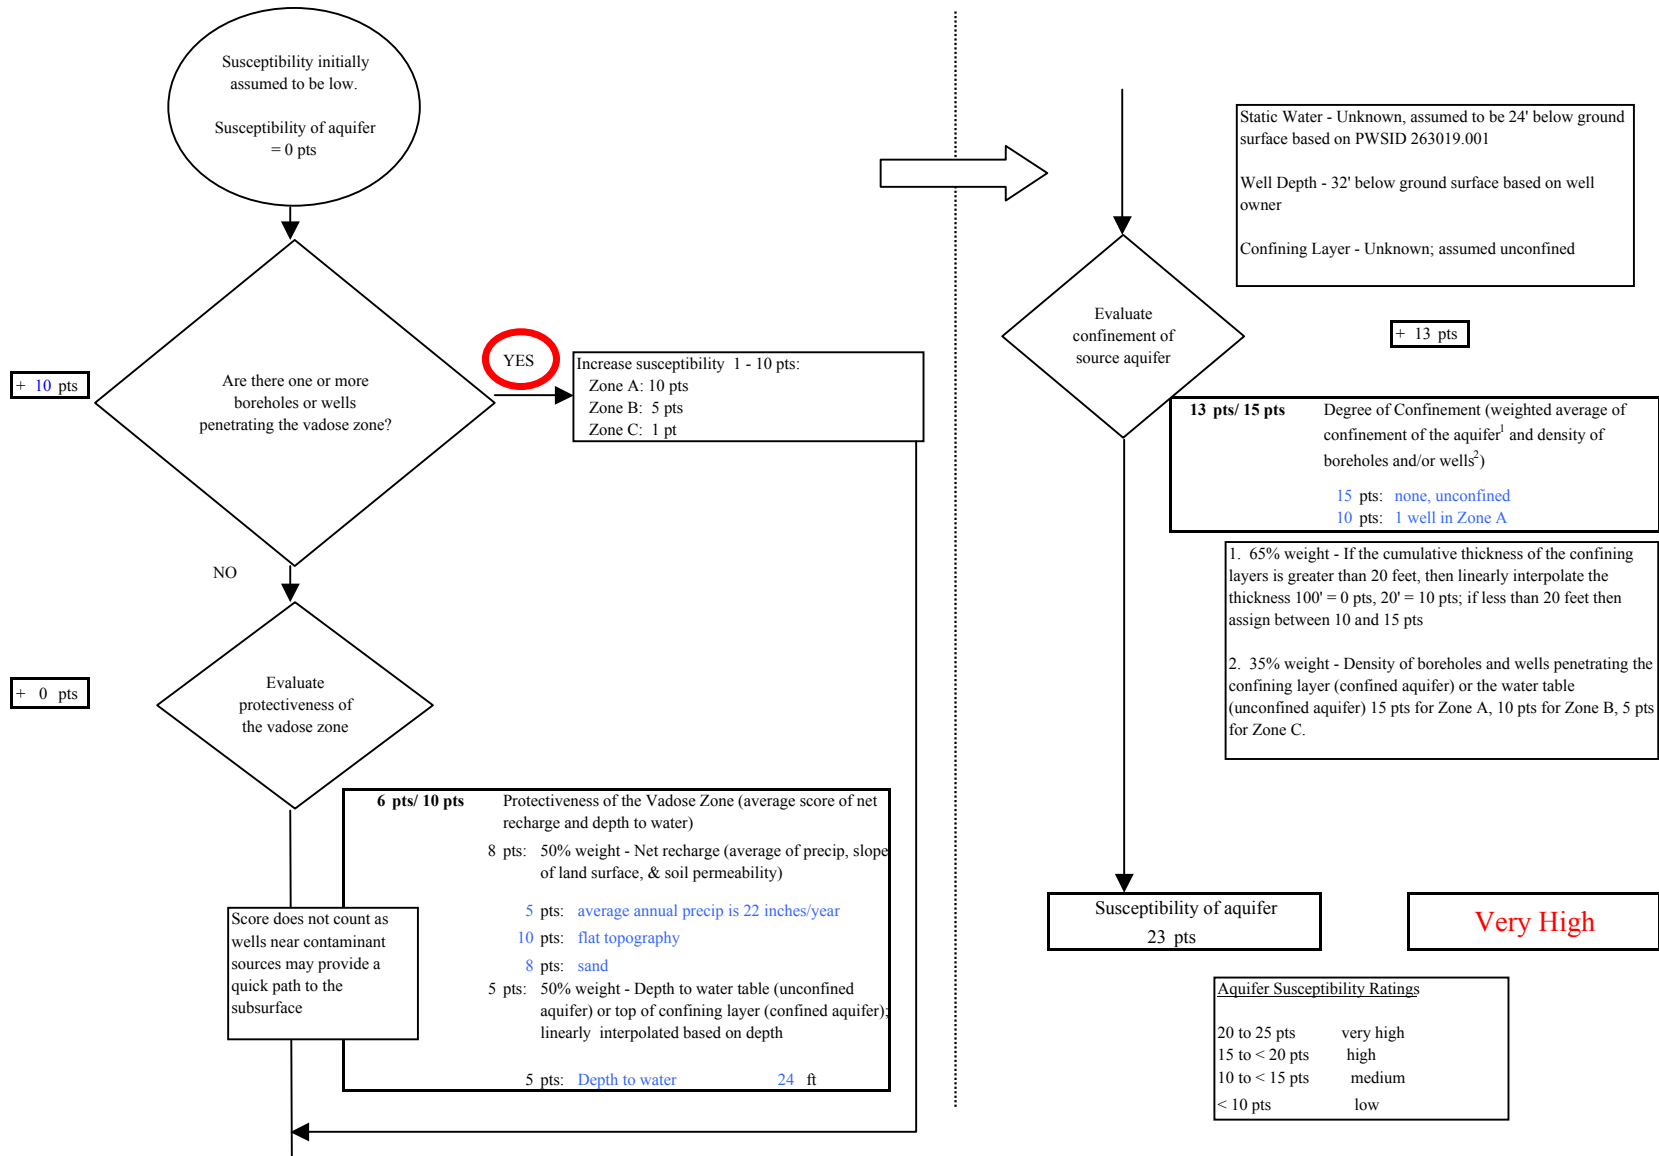 Susceptibility initially
assumed to be low.
Susceptibility of aquifer
= 0 pts
+ 10 pts
Are there one or more
boreholes or wells
penetrating the vadose zone?
YES
Increase susceptibility 1 - 10 pts:
Zone A: 10 pts
Zone B: 5 pts
Zone C: 1 pt
NO
+ 0 pts
Evaluate
protectiveness of
the vadose zone
6 pts/ 10 pts Protectiveness of the Vadose Zone (average score of net
recharge and depth to water)
8 pts: 50% weight - Net recharge (average of precip, slope
of land surface, & soil permeability)
5 pts: average annual precip is 22 inches/year
10 pts: flat topography
8 pts: sand
5 pts: 50% weight - Depth to water table (unconfined
aquifer) or top of confining layer (confined aquifer);
linearly interpolated based on depth
5 pts: Depth to water 24 ft
Score does not count as
wells near contaminant
sources may provide a
quick path to the
subsurface
Static Water - Unknown, assumed to be 24' below ground
surface based on PWSID 263019.001
Well Depth - 32' below ground surface based on well
owner
Confining Layer - Unknown; assumed unconfined
Evaluate
confinement of
source aquifer
+ 13 pts
13 pts/ 15 pts Degree of Confinement (weighted average of
confinement of the aquifer1 and density of
boreholes and/or wells2)
15 pts: none, unconfined
10 pts: 1 well in Zone A
1. 65% weight - If the cumulative thickness of the confining
layers is greater than 20 feet, then linearly interpolate the
thickness 100' = 0 pts, 20' = 10 pts; if less than 20 feet then
assign between 10 and 15 pts
2. 35% weight - Density of boreholes and wells penetrating the
confining layer (confined aquifer) or the water table
(unconfined aquifer) 15 pts for Zone A, 10 pts for Zone B, 5 pts
for Zone C.
Susceptibility of aquifer
23 pts
Very High
Aquifer Susceptibility Ratings
20 to 25 pts very high
15 to < 20 pts high
10 to < 15 pts medium
< 10 pts low